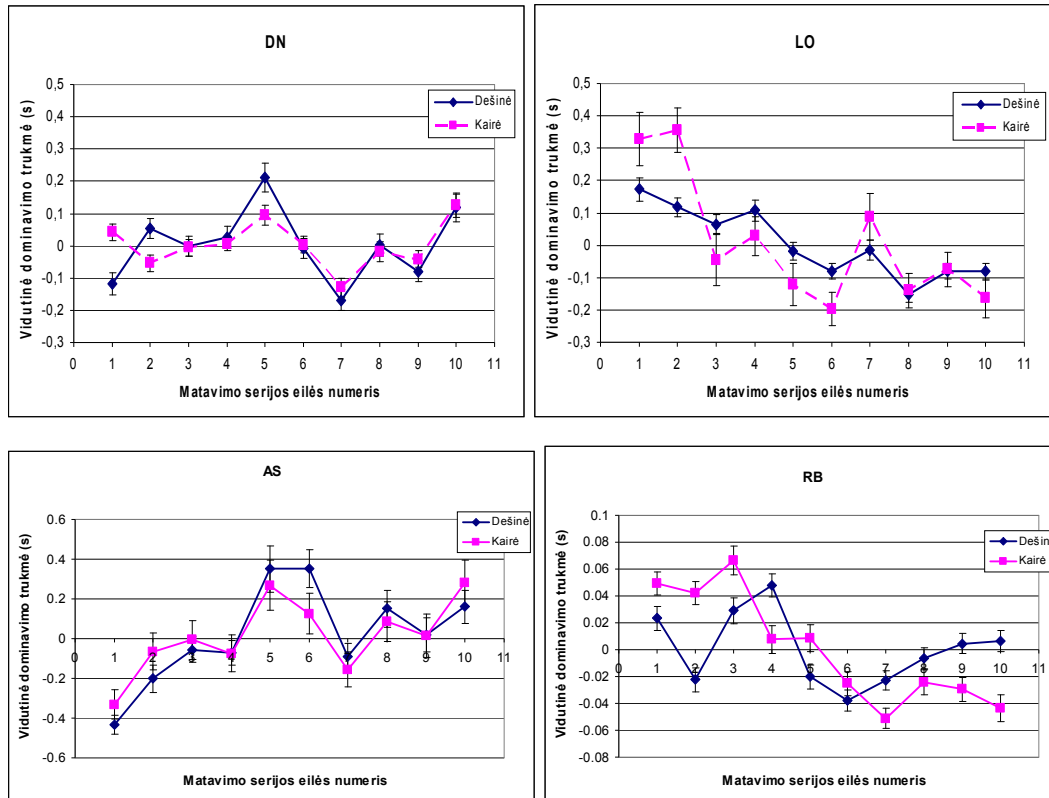 DN
Vidutinė dominavimo trukmė (s)
0,5
0,4
0,3
0,2
0,1
0
-0,1
-0,2
-0,3
0 1 2 3 4 5 6 7 8 9 10 11
Matavimo serijos eilės numeris
Dešinė
Kairė
LO
Vidutinė dominavimo trukmė (s)
0,5
0,4
0,3
0,2
0,1
0
-0,1
-0,2
-0,3
0 1 2 3 4 5 6 7 8 9 10 11
Matavimo serijos eilės numeris
Dešinė
Kairė
AS
Vidutinė dominavimo trukmė (s)
0.6
0.4
0.2
0
-0.2
-0.4
-0.6
0 1 2 3 4 5 6 7 8 9 10 11
Matavimo serijos eilės numeris
Dešinė
Kairė
RB
Vidutinė dominavimo trukmė (s)
0.1
0.08
0.06
0.04
0.02
0
-0.02
-0.04
-0.06
-0.08
0 1 2 3 4 5 6 7 8 9 10 11
Matavimo serijos eilės numeris
Dešin
Kairė